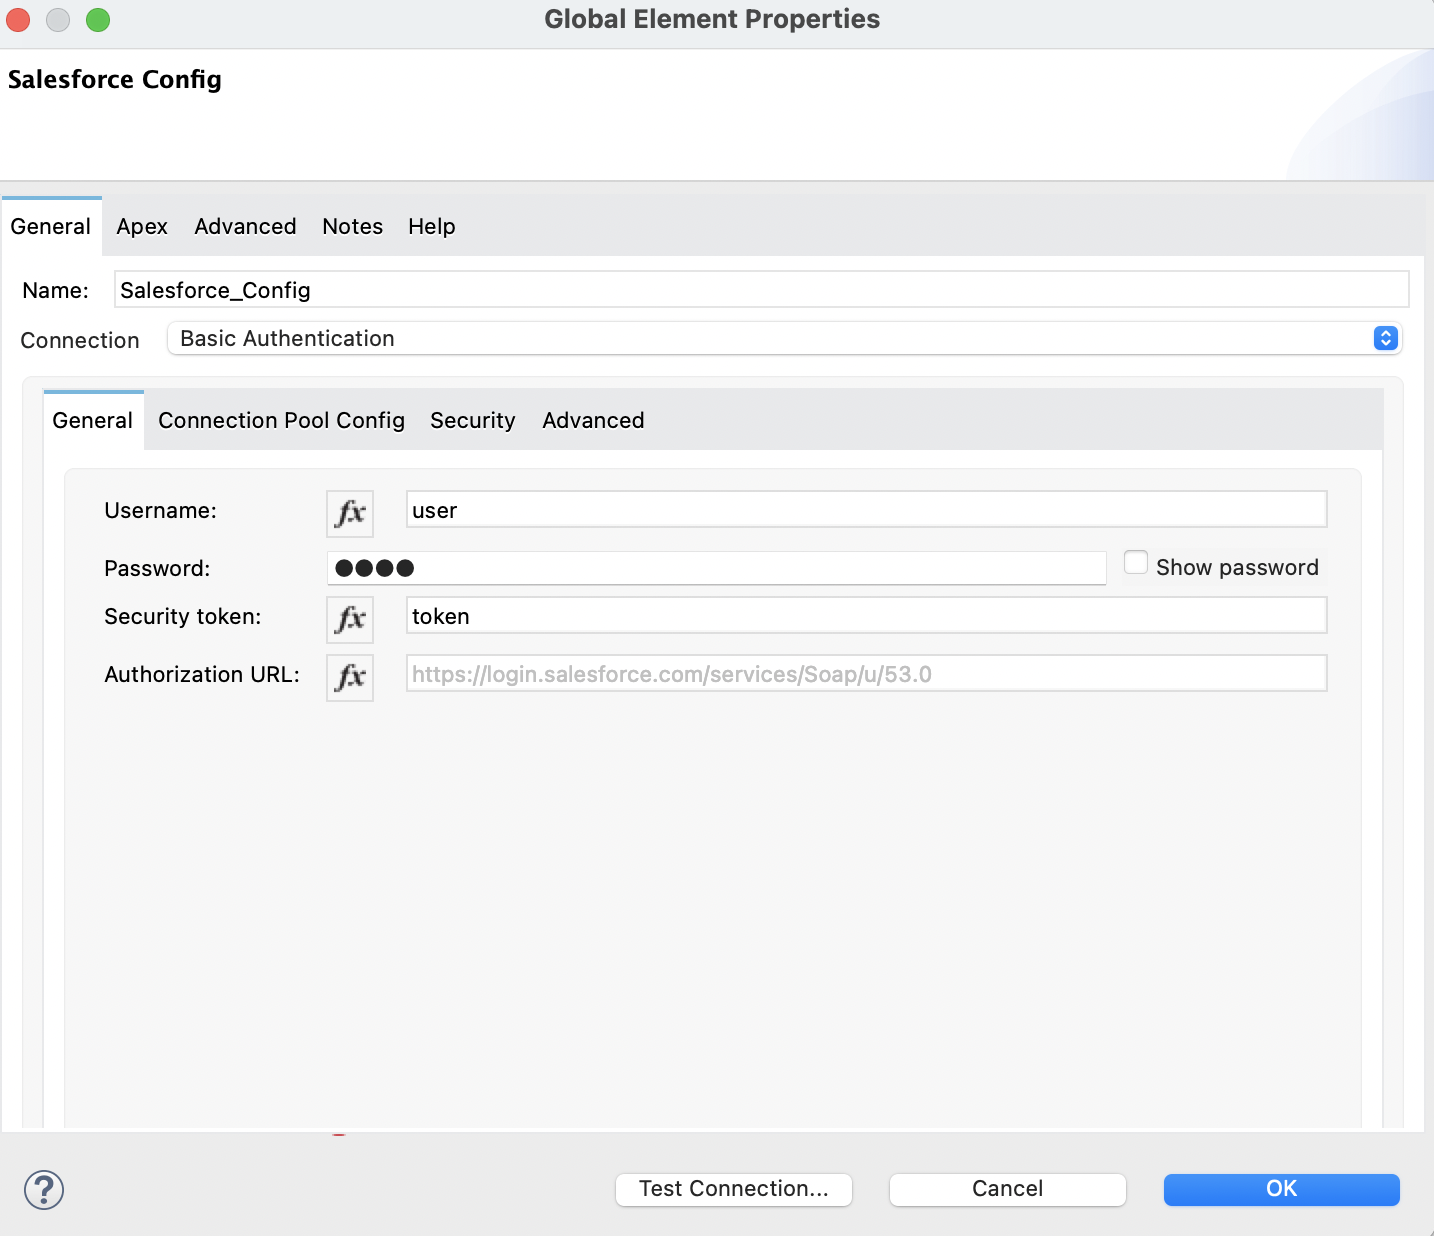 Global Element Properties
Salesforce Config
General Apex Advanced Notes Help
Name: Salesforce_Config
Connection Basic Authentication
General Connection Pool Config Security Advanced
Username: fx user
Password: ●●●● Show password
Security token: fx token
Authorization URL: fx https://login.salesforce.com/services/Soap/u/53.0
? Test Connection... Cancel OK